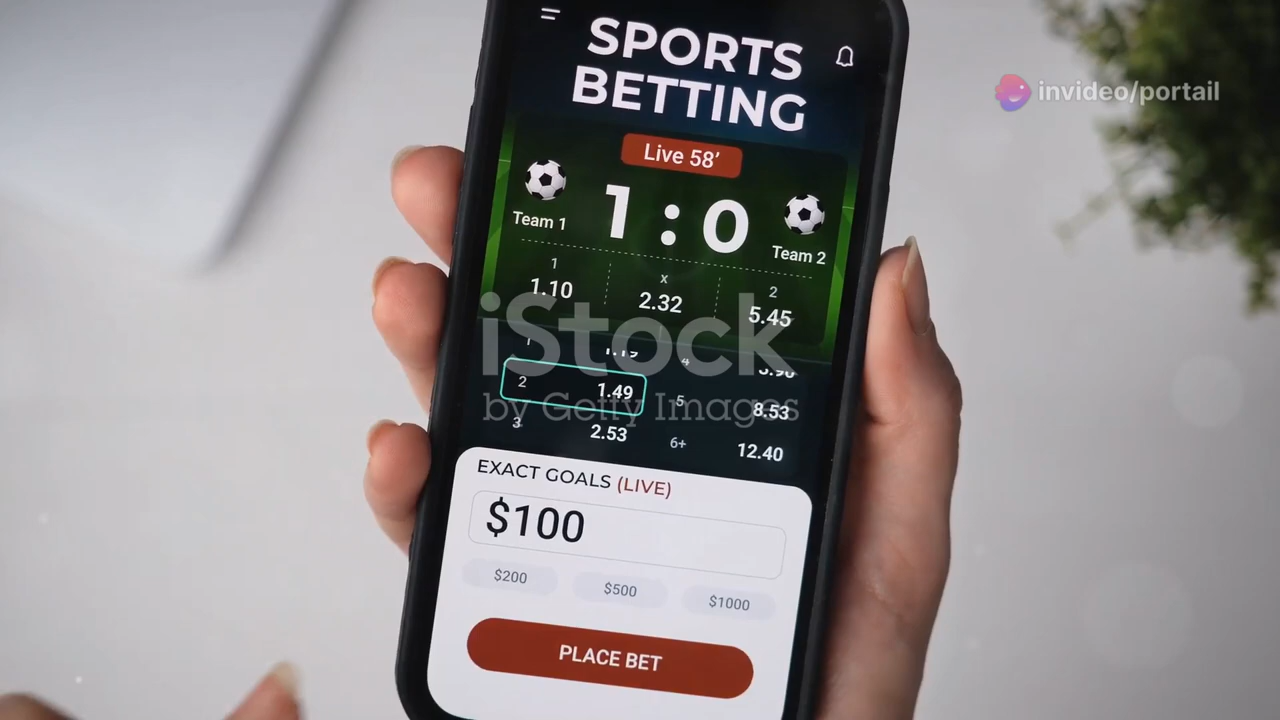 SPORTS
BETTING
invideo/portail
Live 58’
1 : 0
Team 1
Team 2
1
x
2
1.10
2.32
5.45
iStock
1
4
2
1.49
5
8.53
by Getty Images
3
2.53
6+
12.40
EXACT GOALS (LIVE)
$100
$200
$500
$1000
PLACE BET